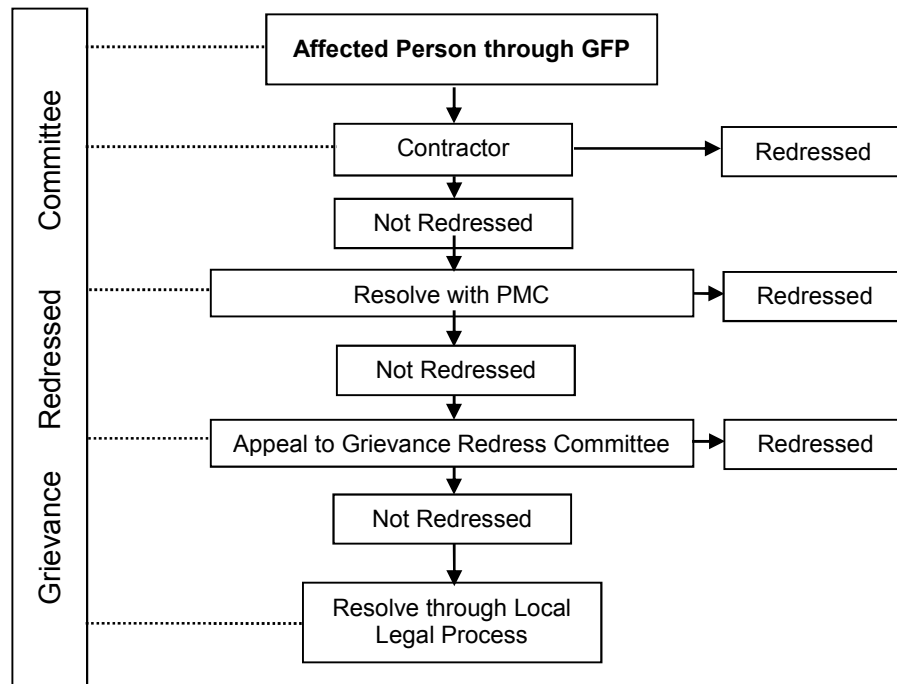 Affected Person through GFP
Contractor
Redressed
Not Redressed
Resolve with PMC
Redressed
Not Redressed
Appeal to Grievance Redress Committee
Redressed
Not Redressed
Resolve through Local
Legal Process
Grievance Redressed Committee